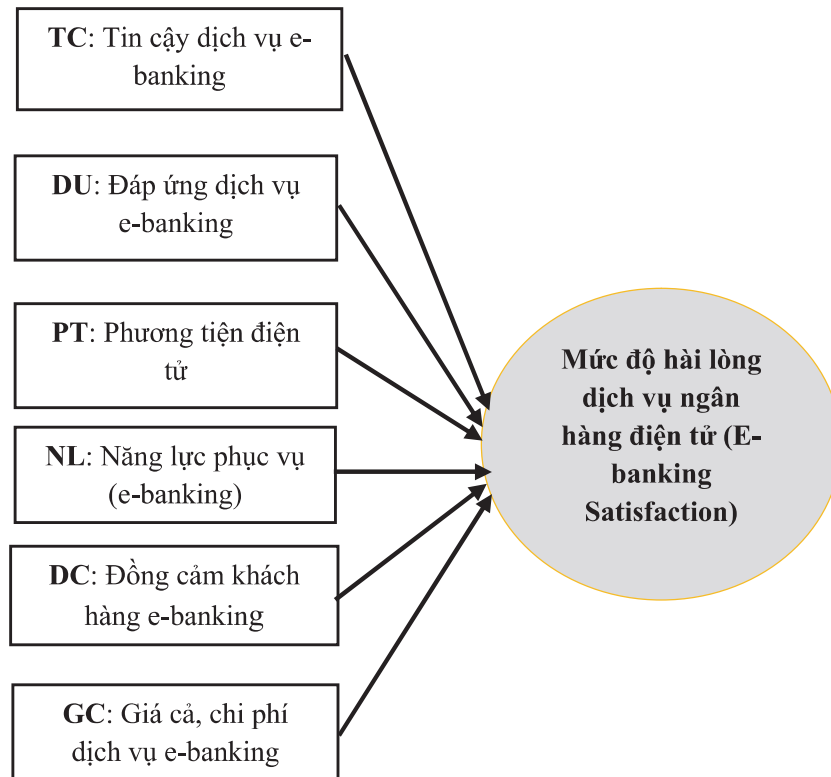 TC: Tin cậy dịch vụ e-
banking
DU: Đáp ứng dịch vụ
e-banking
PT: Phương tiện điện
tử
NL: Năng lực phục vụ
(e-banking)
DC: Đồng cảm khách
hàng e-banking
GC: Giá cả, chi phí
dịch vụ e-banking
Mức độ hài lòng
dịch vụ ngân
hàng điện tử (E-
banking
Satisfaction)